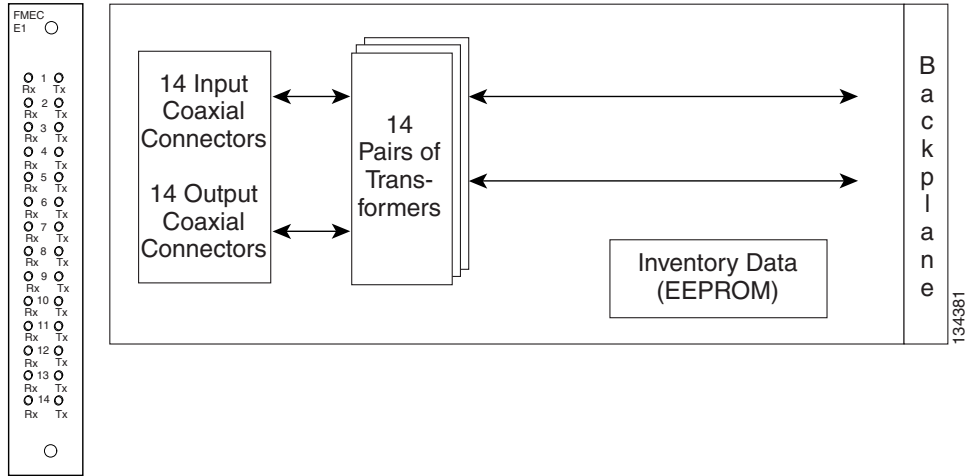 FMEC
E1
1
Rx Tx
2
Rx Tx
3
Rx Tx
4
Rx Tx
5
Rx Tx
6
Rx Tx
7
Rx Tx
8
Rx Tx
9
Rx Tx
10
Rx Tx
11
Rx Tx
12
Rx Tx
13
Rx Tx
14
Rx Tx
14 Input
Coaxial
Connectors
14 Output
Coaxial
Connectors
14
Pairs of
Trans-
formers
Inventory Data
(EEPROM)
B
a
c
k
p
l
a
n
e
134381